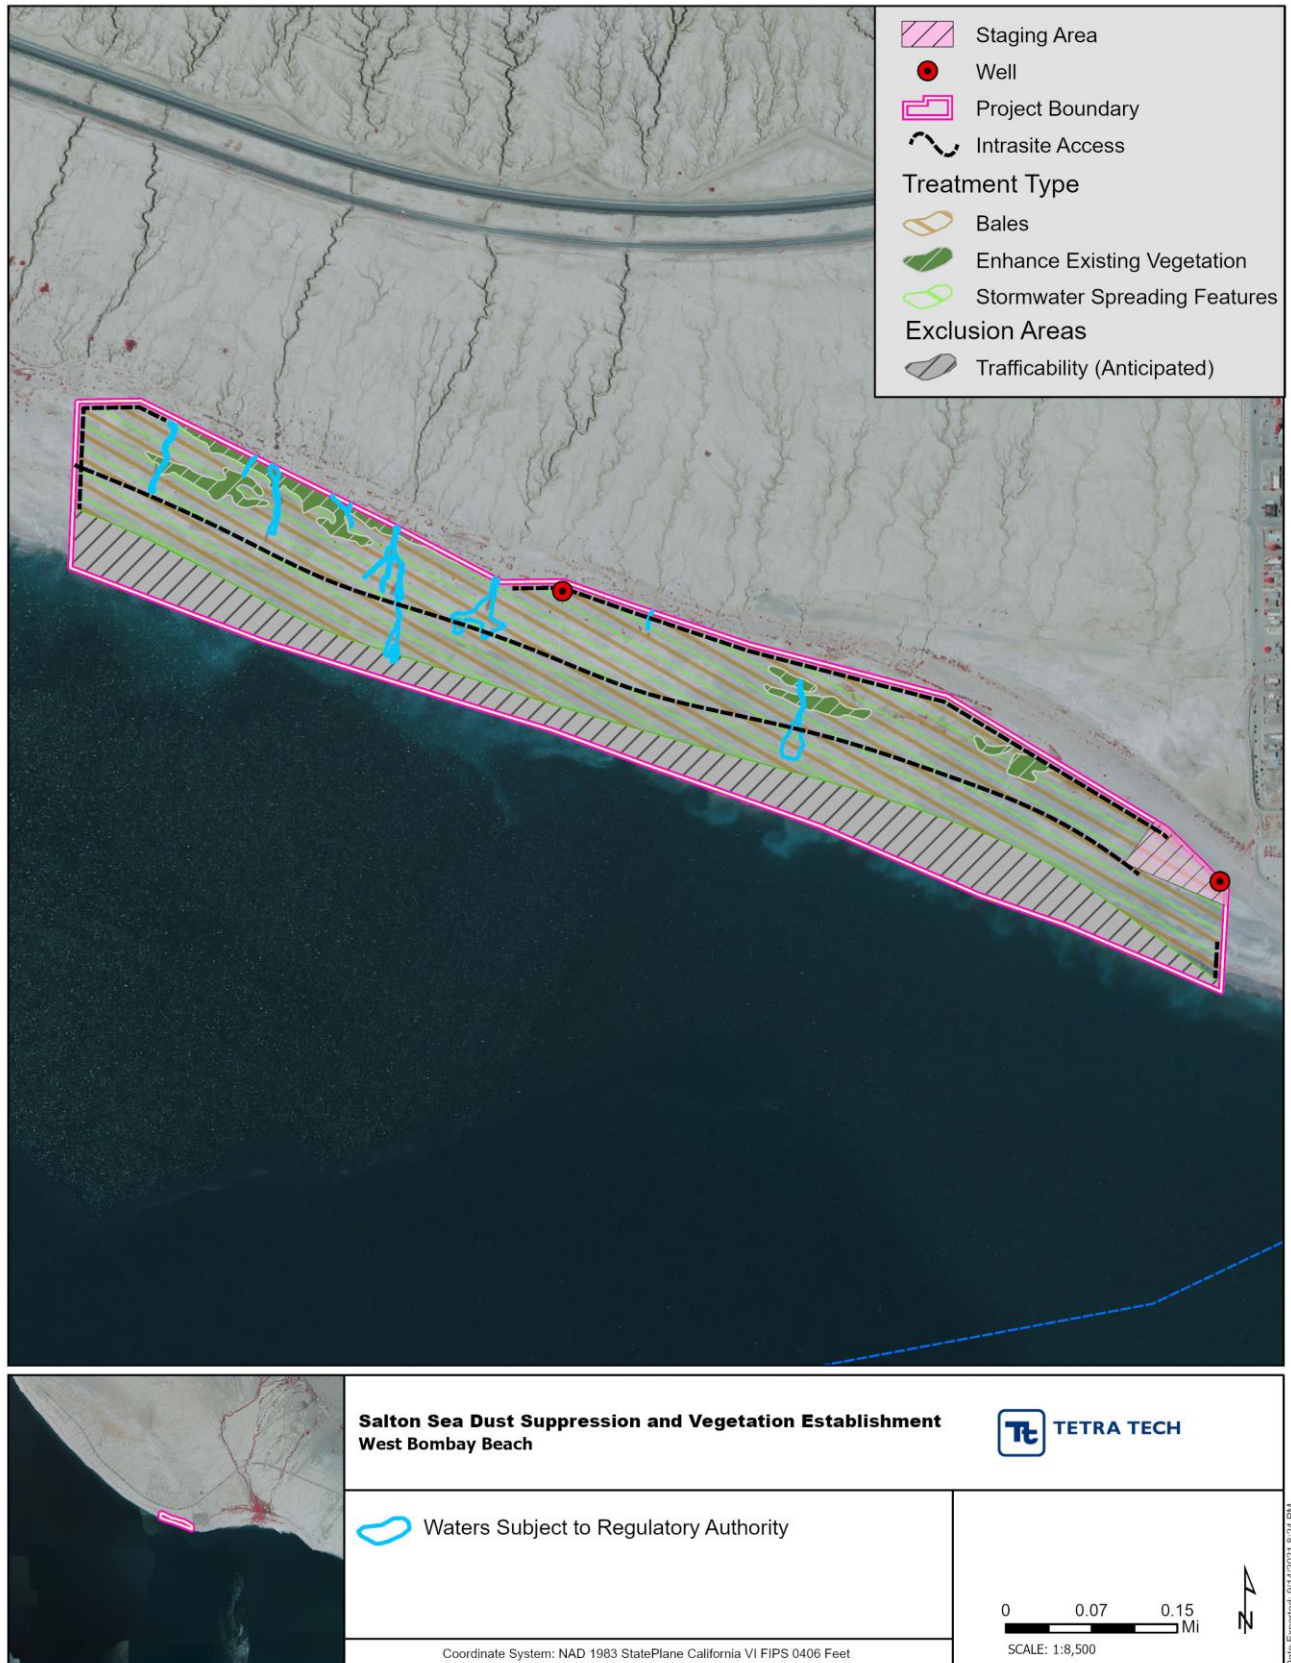 Staging Area
Well
Project Boundary
Intrasite Access
Treatment Type
Bales
Enhance Existing Vegetation
Stormwater Spreading Features
Exclusion Areas
Trafficability (Anticipated)
Salton Sea Dust Suppression and Vegetation Establishment
West Bombay Beach
Tt TETRA TECH
Waters Subject to Regulatory Authority
0 0.07 0.15
Mi
SCALE: 1:8,500
N
Coordinate System: NAD 1983 StatePlane California VI FIPS 0406 Feet